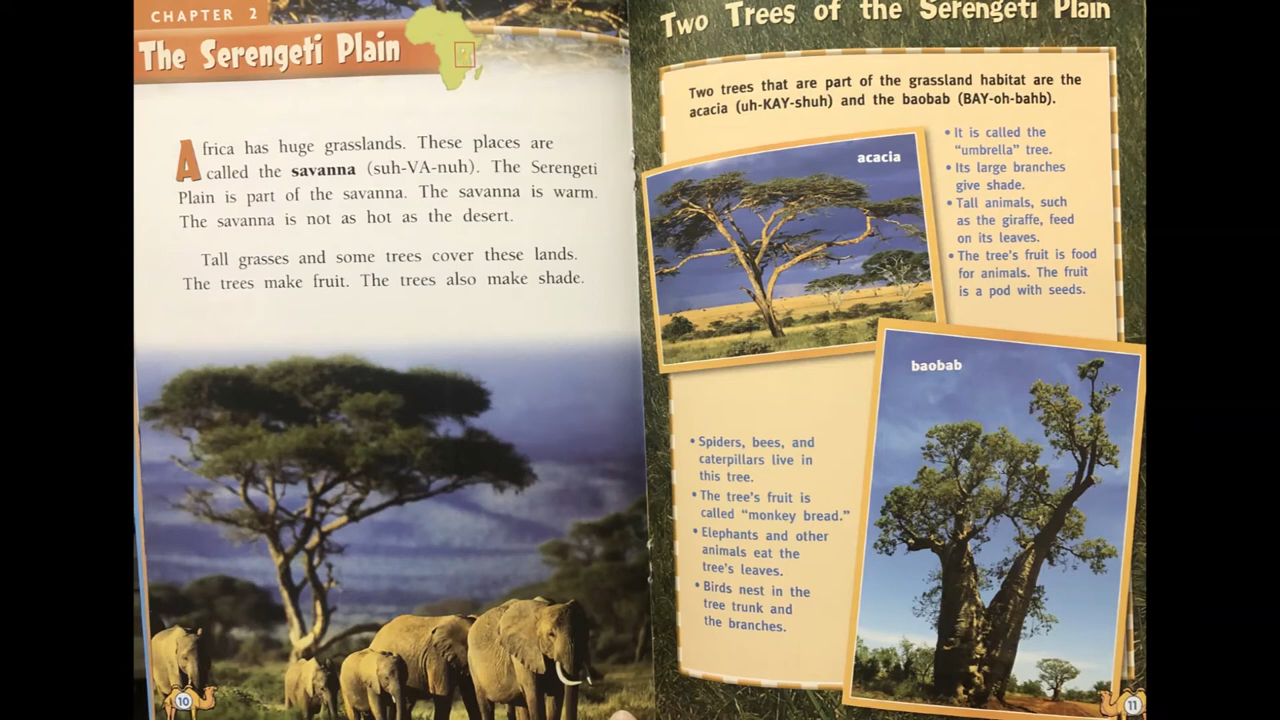 CHAPTER 2
The Serengeti Plain
Africa has huge grasslands. These places are
called the savanna (suh-VA-nuh). The Serengeti
Plain is part of the savanna. The savanna is warm.
The savanna is not as hot as the desert.
Tall grasses and some trees cover these lands.
The trees make fruit. The trees also make shade.
10
Two Trees of the Serengeti Plain
Two trees that are part of the grassland habitat are the
acacia (uh-KAY-shuh) and the baobab (BAY-oh-bahb).
acacia
• It is called the
"umbrella" tree.
• Its large branches
give shade.
• Tall animals, such
as the giraffe, feed
on its leaves.
• The tree's fruit is food
for animals. The fruit
is a pod with seeds.
baobab
• Spiders, bees, and
caterpillars live in
this tree.
• The tree's fruit is
called "monkey bread."
• Elephants and other
animals eat the
tree's leaves.
• Birds nest in the
tree trunk and
the branches.
11